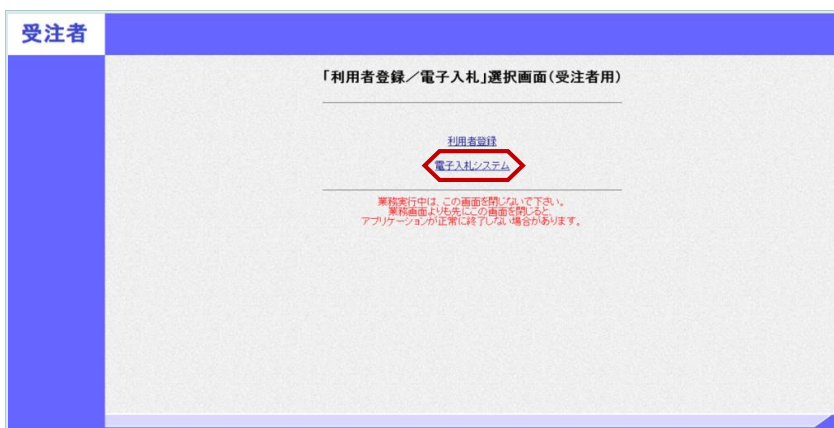 受注者
「利用者登録／電子入札」選択画面(受注者用)
利用者登録
電子入札システム
業務実行中は、この画面を閉じないで下さい。
業務画面よりも先にこの画面を閉じると、
アプリケーションが正常に終了しない場合があります。